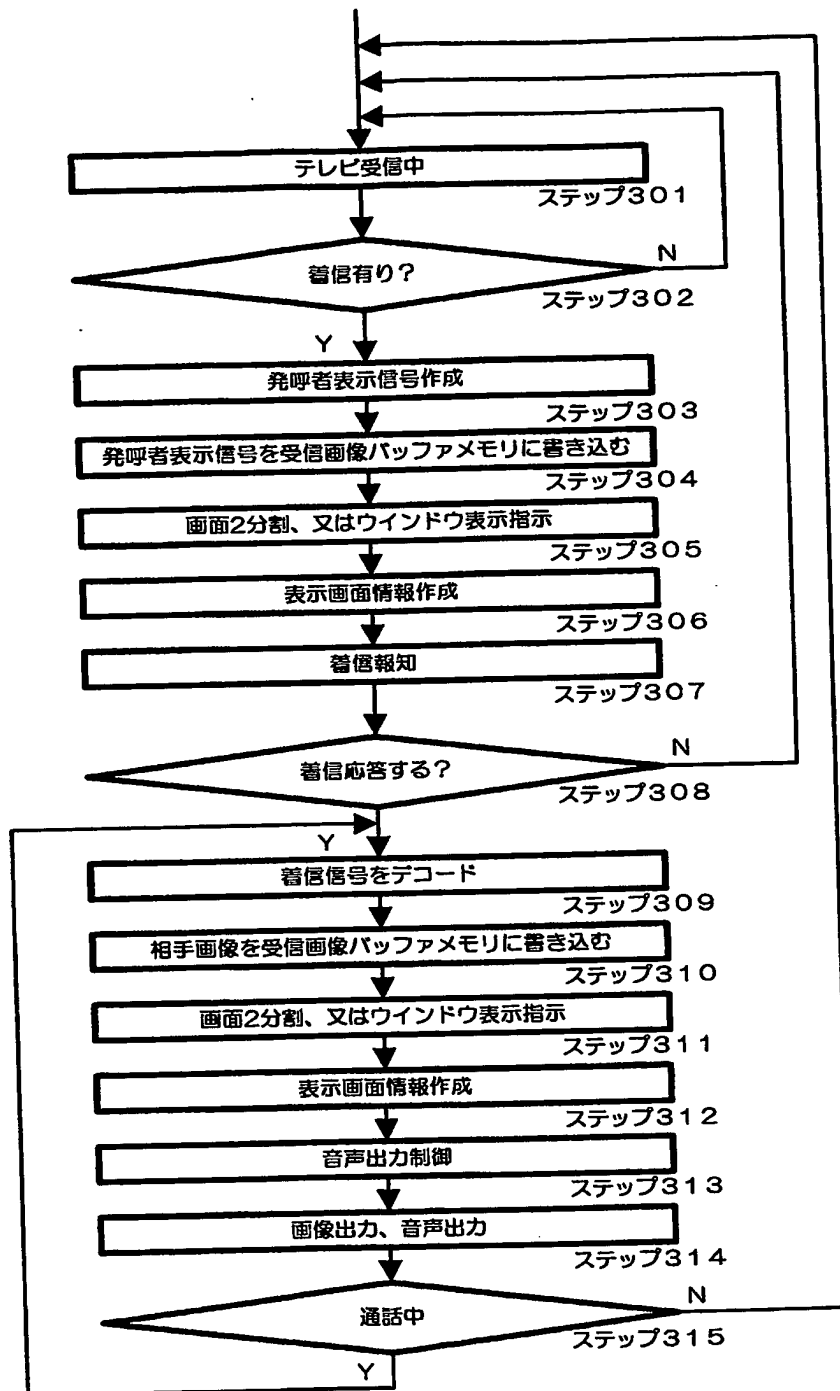 テレビ受信中
ステップ301
着信有り?
N
ステップ302
Y
発呼者表示信号作成
ステップ303
発呼者表示信号を受信画像バッファメモリに書き込む
ステップ304
画面2分割、又はウインドウ表示指示
ステップ305
表示画面情報作成
ステップ306
着信報知
ステップ307
着信応答する?
N
ステップ308
Y
着信信号をデコード
ステップ309
相手画像を受信画像バッファメモリに書き込む
ステップ310
画面2分割、又はウインドウ表示指示
ステップ311
表示画面情報作成
ステップ312
音声出力制御
ステップ313
画像出力、音声出力
ステップ314
通話中
N
ステップ315
Y